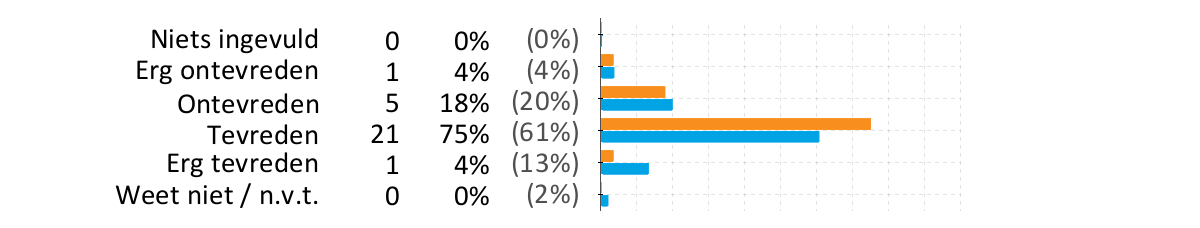 Niets ingevuld 0 0% (0%)
Erg ontevreden 1 4% (4%)
Ontevreden 5 18% (20%)
Tevreden 21 75% (61%)
Erg tevreden 1 4% (13%)
Weet niet / n.v.t. 0 0% (2%)